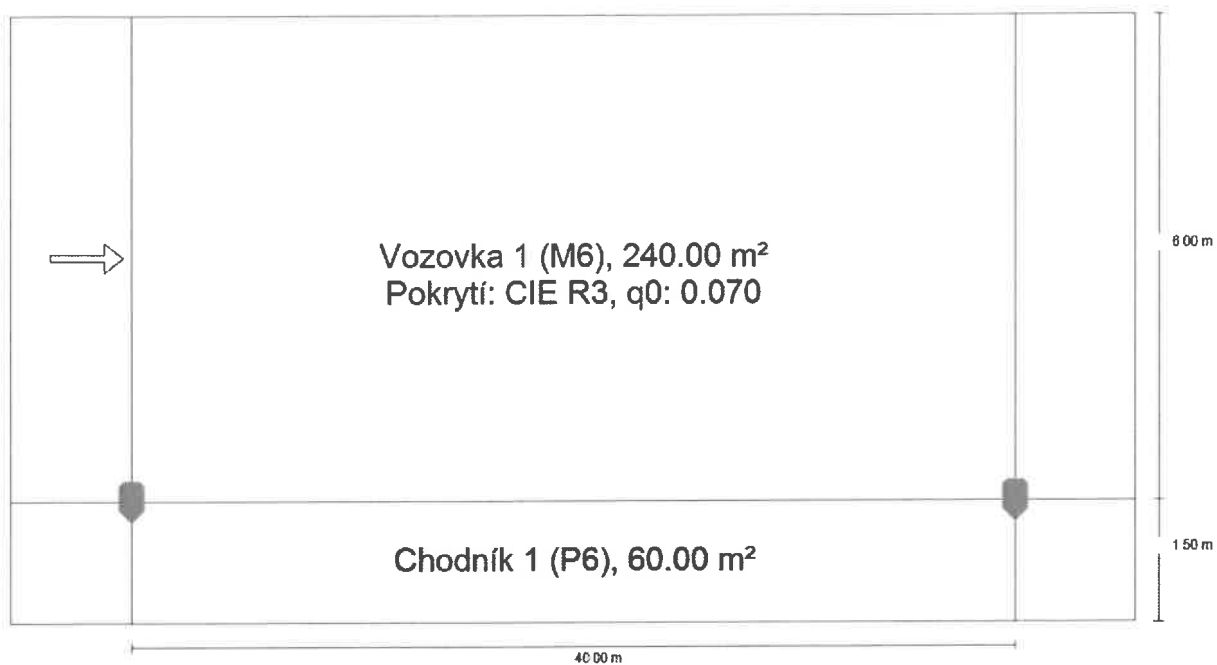 Vozovka 1 (M6), 240.00 m²
Pokrytí: CIE R3, q0: 0.070
6.00 m
Chodník 1 (P6), 60.00 m²
1.50 m
40.00 m